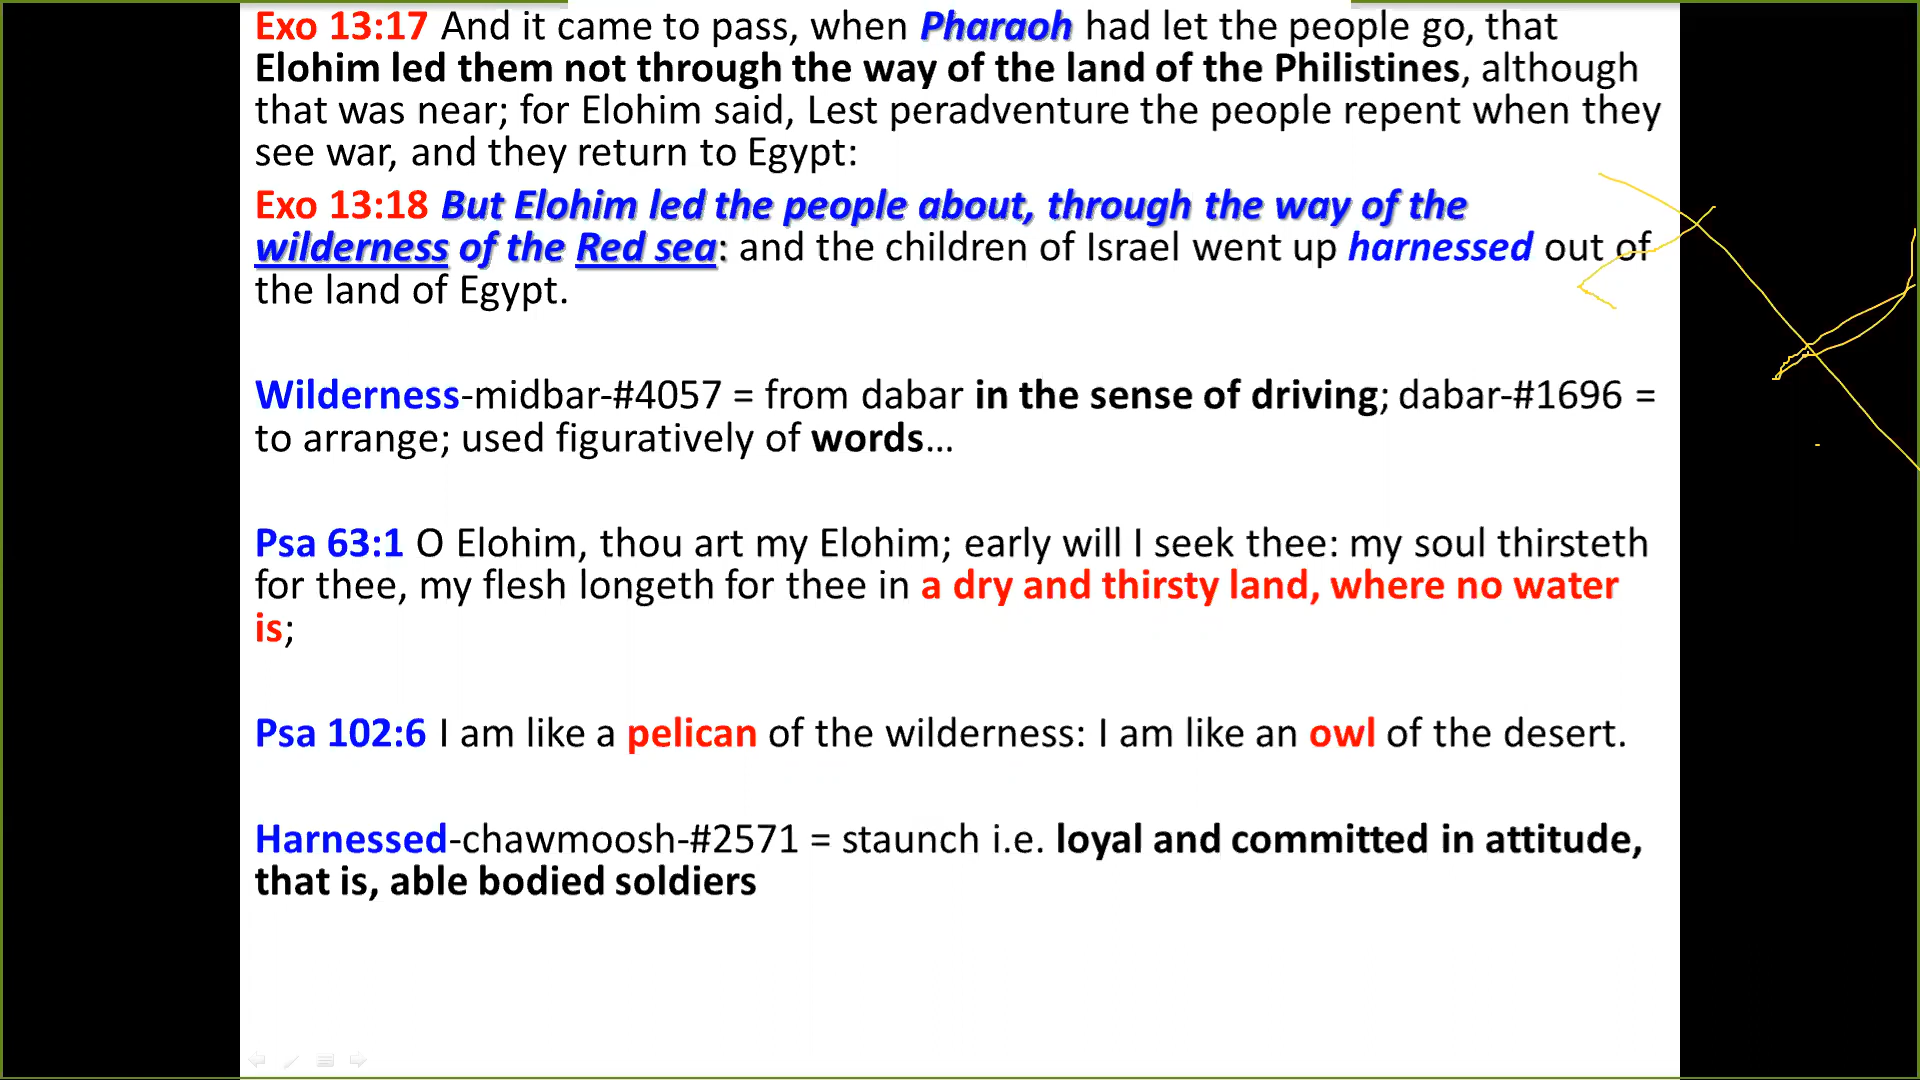 Exo 13:17 And it came to pass, when Pharaoh had let the people go, that
Elohim led them not through the way of the land of the Philistines, although
that was near; for Elohim said, Lest peradventure the people repent when they
see war, and they return to Egypt:
Exo 13:18 But Elohim led the people about, through the way of the
wilderness of the Red sea: and the children of Israel went up harnessed out of
the land of Egypt.
Wilderness-midbar-#4057 = from dabar in the sense of driving; dabar-#1696 =
to arrange; used figuratively of words...
Psa 63:1 O Elohim, thou art my Elohim; early will I seek thee: my soul thirsteth
for thee, my flesh longeth for thee in a dry and thirsty land, where no water
is;
Psa 102:6 I am like a pelican of the wilderness: I am like an owl of the desert.
Harnessed-chawmoosh-#2571 = staunch i.e. loyal and committed in attitude,
that is, able bodied soldiers